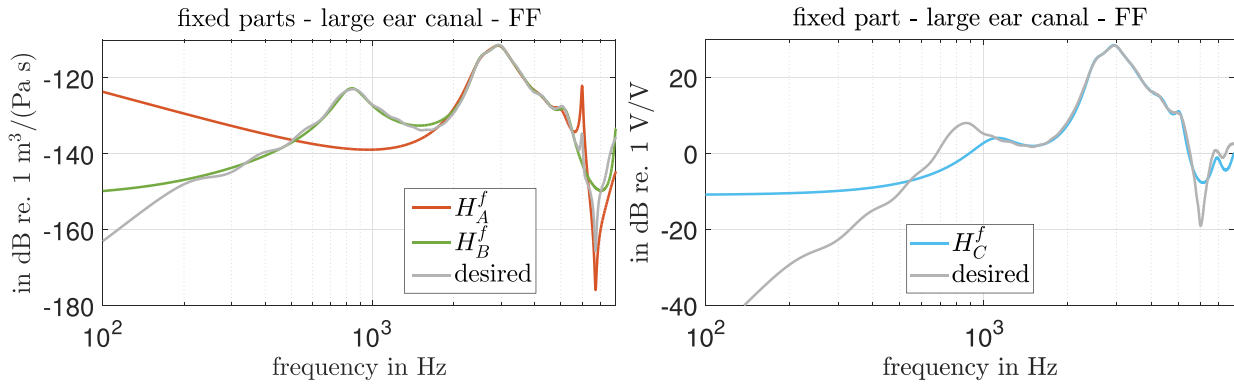 fixed parts - large ear canal - FF
in dB re. 1 m³/(Pa s)
-120
-140
-160
-180
10²
10³
frequency in Hz
H_A^f
H_B^f
desired
fixed part - large ear canal - FF
in dB re. 1 V/V
20
0
-20
-40
10²
10³
frequency in Hz
H_C^f
desired